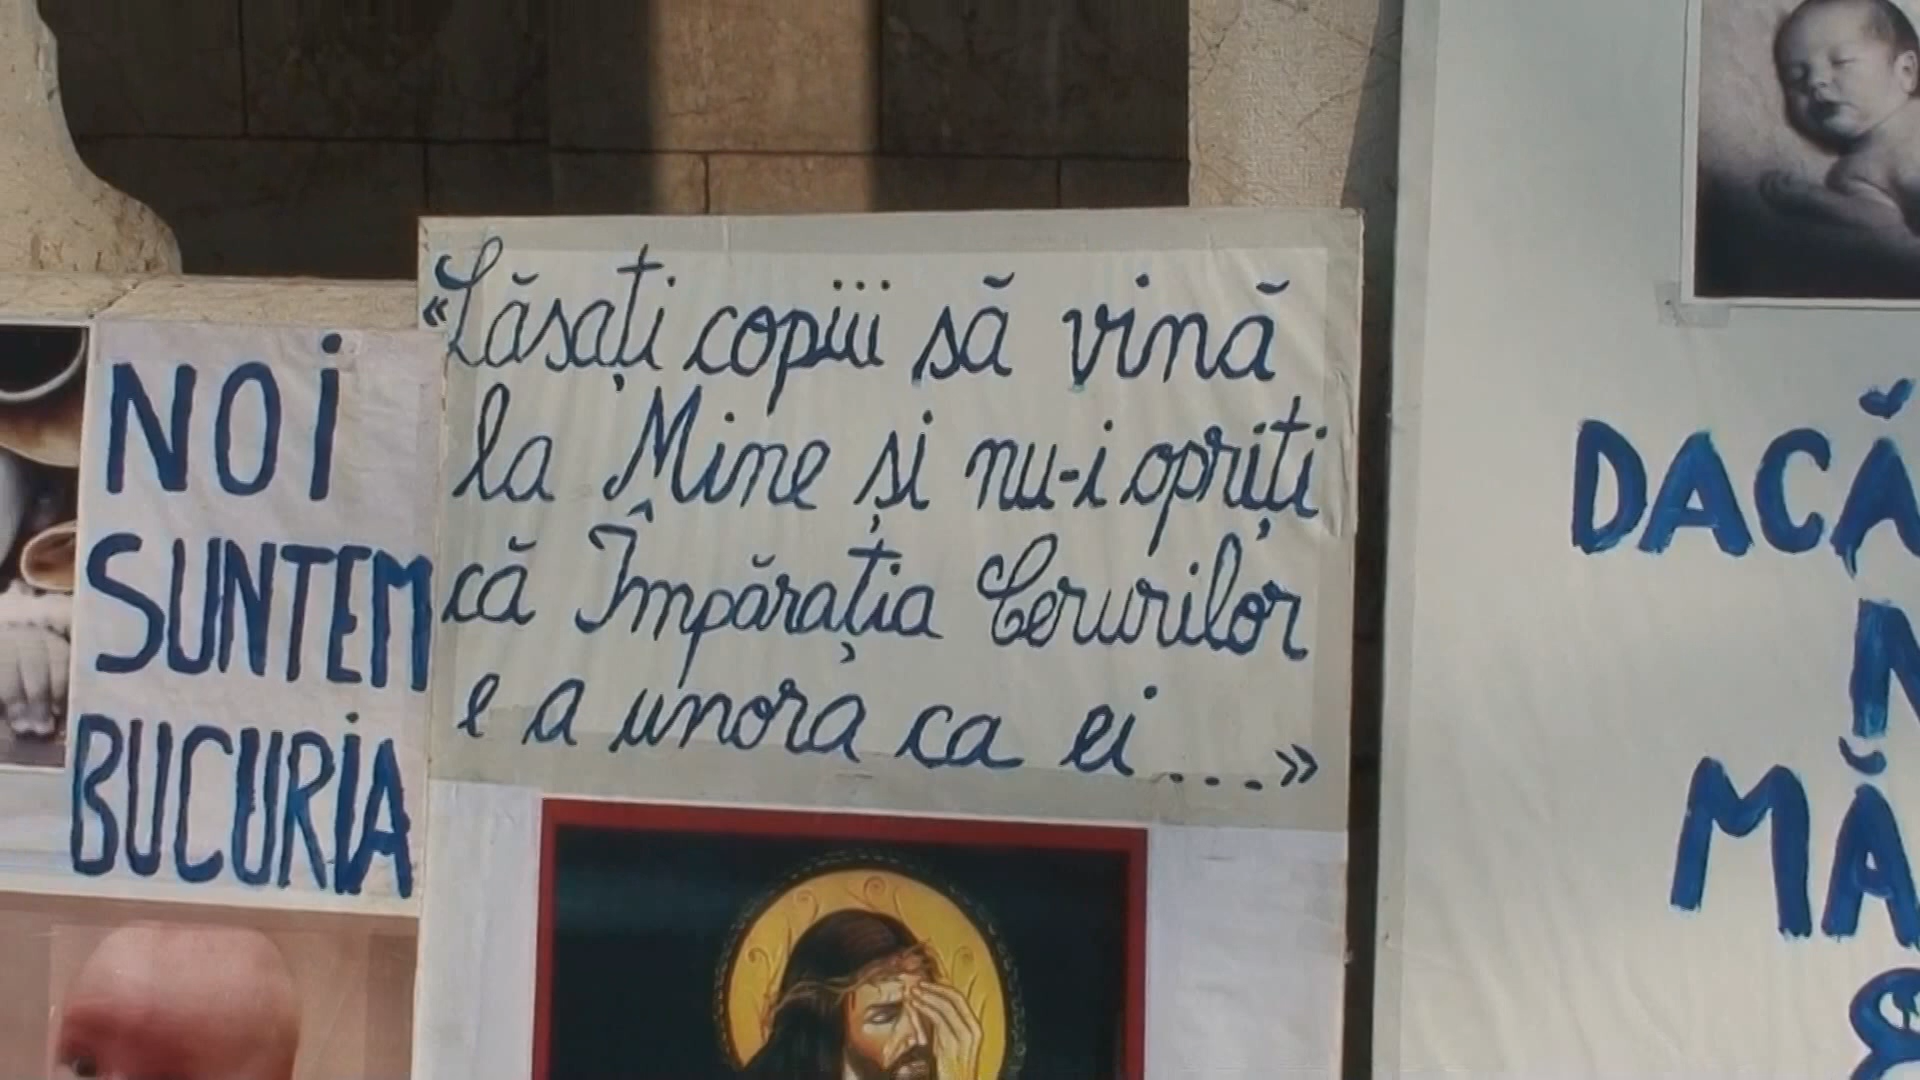 NOI
SUNTEM
BUCURIA
«Lăsați copiii să vină
la Mine și nu-i opriți
că Împărăția Cerurilor
e a unora ca ei...»
DACĂ
N
MĂ